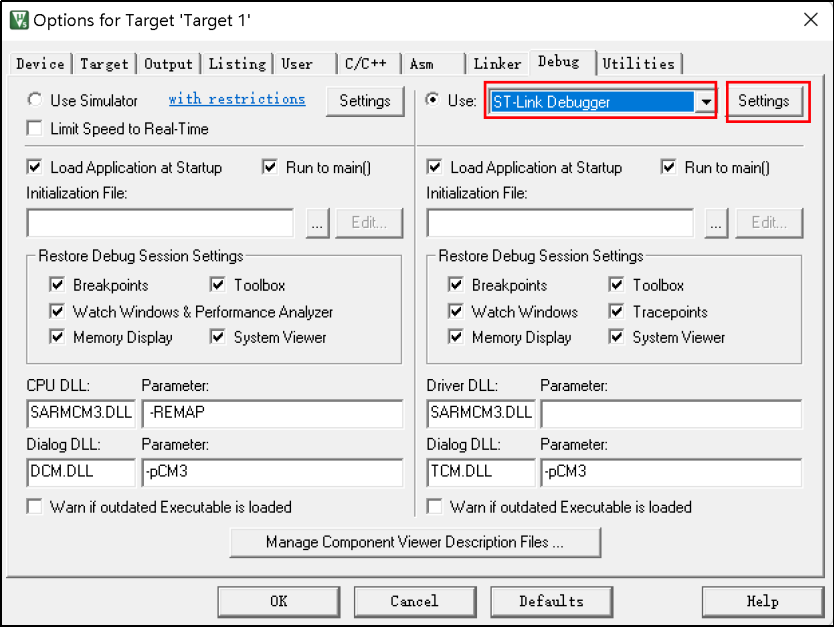 Options for Target 'Target 1'
Device Target Output Listing User C/C++ Asm Linker Debug Utilities
Use Simulator with restrictions Settings
Limit Speed to Real-Time
Use: ST-Link Debugger Settings
Load Application at Startup Run to main()
Initialization File:
... Edit...
Restore Debug Session Settings
Breakpoints Toolbox
Watch Windows & Performance Analyzer
Memory Display System Viewer
CPU DLL: Parameter:
SARMCM3.DLL -REMAP
Dialog DLL: Parameter:
DCM.DLL -pCM3
Warn if outdated Executable is loaded
Load Application at Startup Run to main()
Initialization File:
... Edit...
Restore Debug Session Settings
Breakpoints Toolbox
Watch Windows Tracepoints
Memory Display System Viewer
Driver DLL: Parameter:
SARMCM3.DLL
Dialog DLL: Parameter:
TCM.DLL -pCM3
Warn if outdated Executable is loaded
Manage Component Viewer Description Files ...
OK Cancel Defaults Help